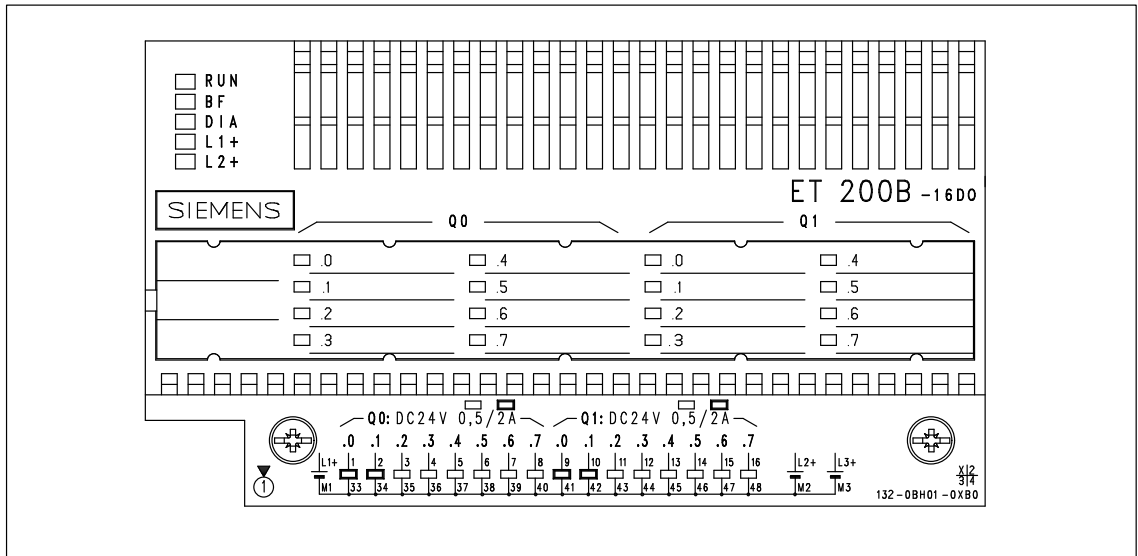 RUN
BF
DIA
L1+
L2+
SIEMENS
ET 200B -16DO
Q0 Q1
.0 .4 .0 .4
.1 .5 .1 .5
.2 .6 .2 .6
.3 .7 .3 .7
Q0: DC24V 0,5/2A Q1: DC24V 0,5/2A
.0 .1 .2 .3 .4 .5 .6 .7 .0 .1 .2 .3 .4 .5 .6 .7
L1+ 1 2 3 4 5 6 7 8 9 10 11 12 13 14 15 16 L2+ L3+
M1 33 34 35 36 37 38 39 40 41 42 43 44 45 46 47 48 M2 M3
1
X 2
3 4
132-0BH01-0XB0